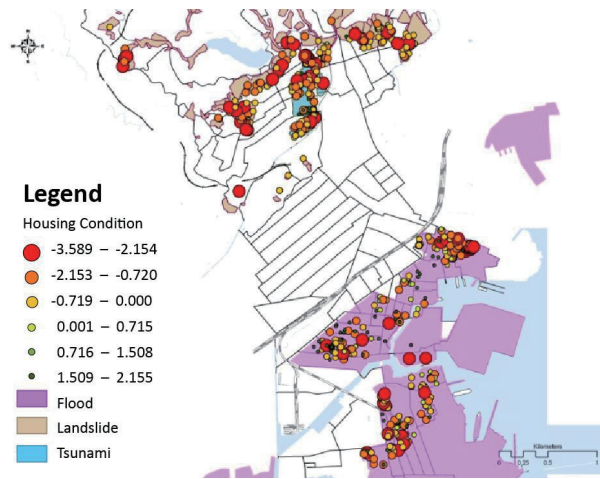 Legend
Housing Condition
-3.589 – -2.154
-2.153 – -0.720
-0.719 – 0.000
0.001 – 0.715
0.716 – 1.508
1.509 – 2.155
Flood
Landslide
Tsunami
Kilometers
0 0.25 0.5 1